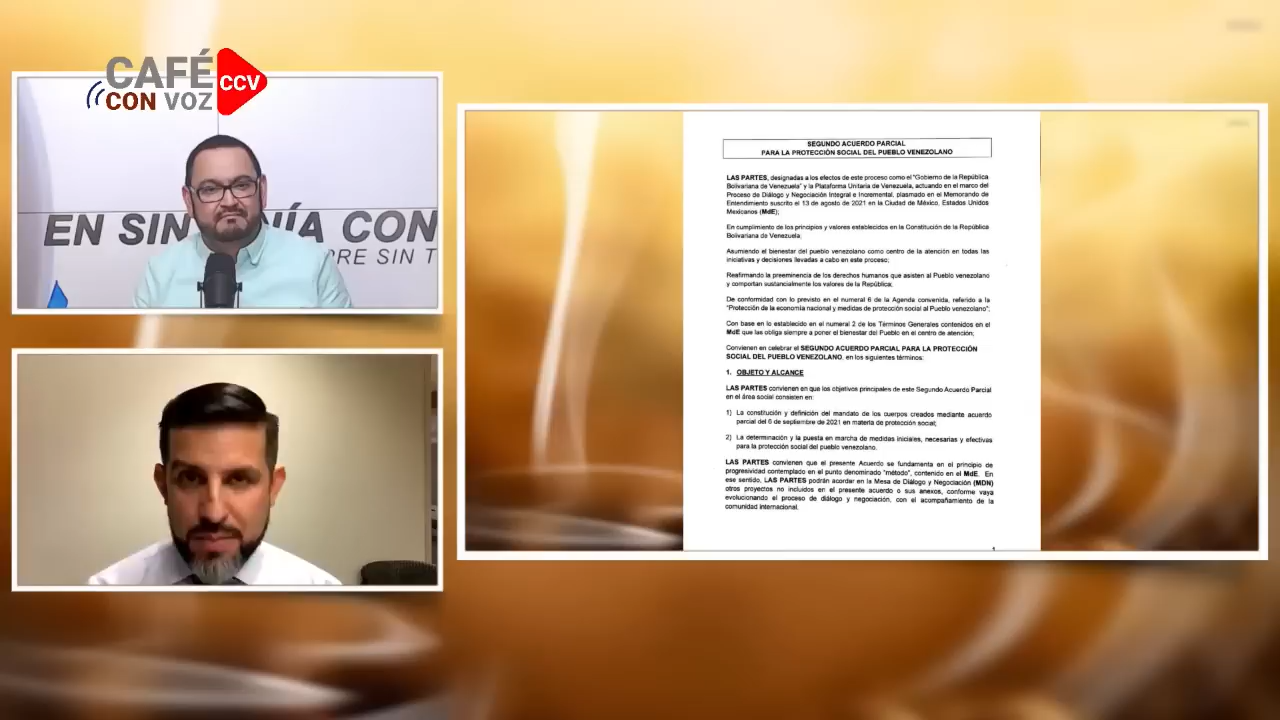 CAFÉ
CON VOZ
CCV
EN SINTONÍA CON
SEGUNDO ACUERDO PARCIAL
PARA LA PROTECCIÓN SOCIAL DEL PUEBLO VENEZOLANO
LAS PARTES, designadas a los efectos de este proceso como el "Gobierno de la República
Bolivariana de Venezuela" y la Plataforma Unitaria de Venezuela, actuando en el marco del
Proceso de Diálogo y Negociación Integral e Incremental, plasmado en el Memorando de
Entendimiento suscrito el 13 de agosto de 2021 en la Ciudad de México, Estados Unidos
Mexicanos (MdE);
En cumplimiento de los principios y valores establecidos en la Constitución de la República
Bolivariana de Venezuela;
Asumiendo el bienestar del pueblo venezolano como centro de la atención en todas las
iniciativas y decisiones llevadas a cabo en este proceso;
Reafirmando la preeminencia de los derechos humanos que asisten al Pueblo venezolano
y comportan sustancialmente los valores de la República;
De conformidad con lo previsto en el numeral 6 de la Agenda convenida, referido a la
"Protección de la economía nacional y medidas de protección social al Pueblo venezolano";
Con base en lo establecido en el numeral 2 de los Términos Generales contenidos en el
MdE que las obliga siempre a poner el bienestar del Pueblo en el centro de atención;
Convienen en celebrar el SEGUNDO ACUERDO PARCIAL PARA LA PROTECCIÓN
SOCIAL DEL PUEBLO VENEZOLANO, en los siguientes términos:
1. OBJETO Y ALCANCE
LAS PARTES convienen en que los objetivos principales de este Segundo Acuerdo Parcial
en el área social consisten en:
1) La constitución y definición del mandato de los cuerpos creados mediante acuerdo
parcial del 6 de septiembre de 2021 en materia de protección social;
2) La determinación y la puesta en marcha de medidas iniciales, necesarias y efectivas
para la protección social del pueblo venezolano.
LAS PARTES convienen que el presente Acuerdo se fundamenta en el principio de
progresividad contemplado en el punto denominado "método", contenido en el MdE. En
ese sentido, LAS PARTES podrán acordar en la Mesa de Diálogo y Negociación (MDN)
otros proyectos no incluidos en el presente acuerdo o sus anexos, conforme vaya
evolucionando el proceso de diálogo y negociación, con el acompañamiento de la
comunidad internacional.